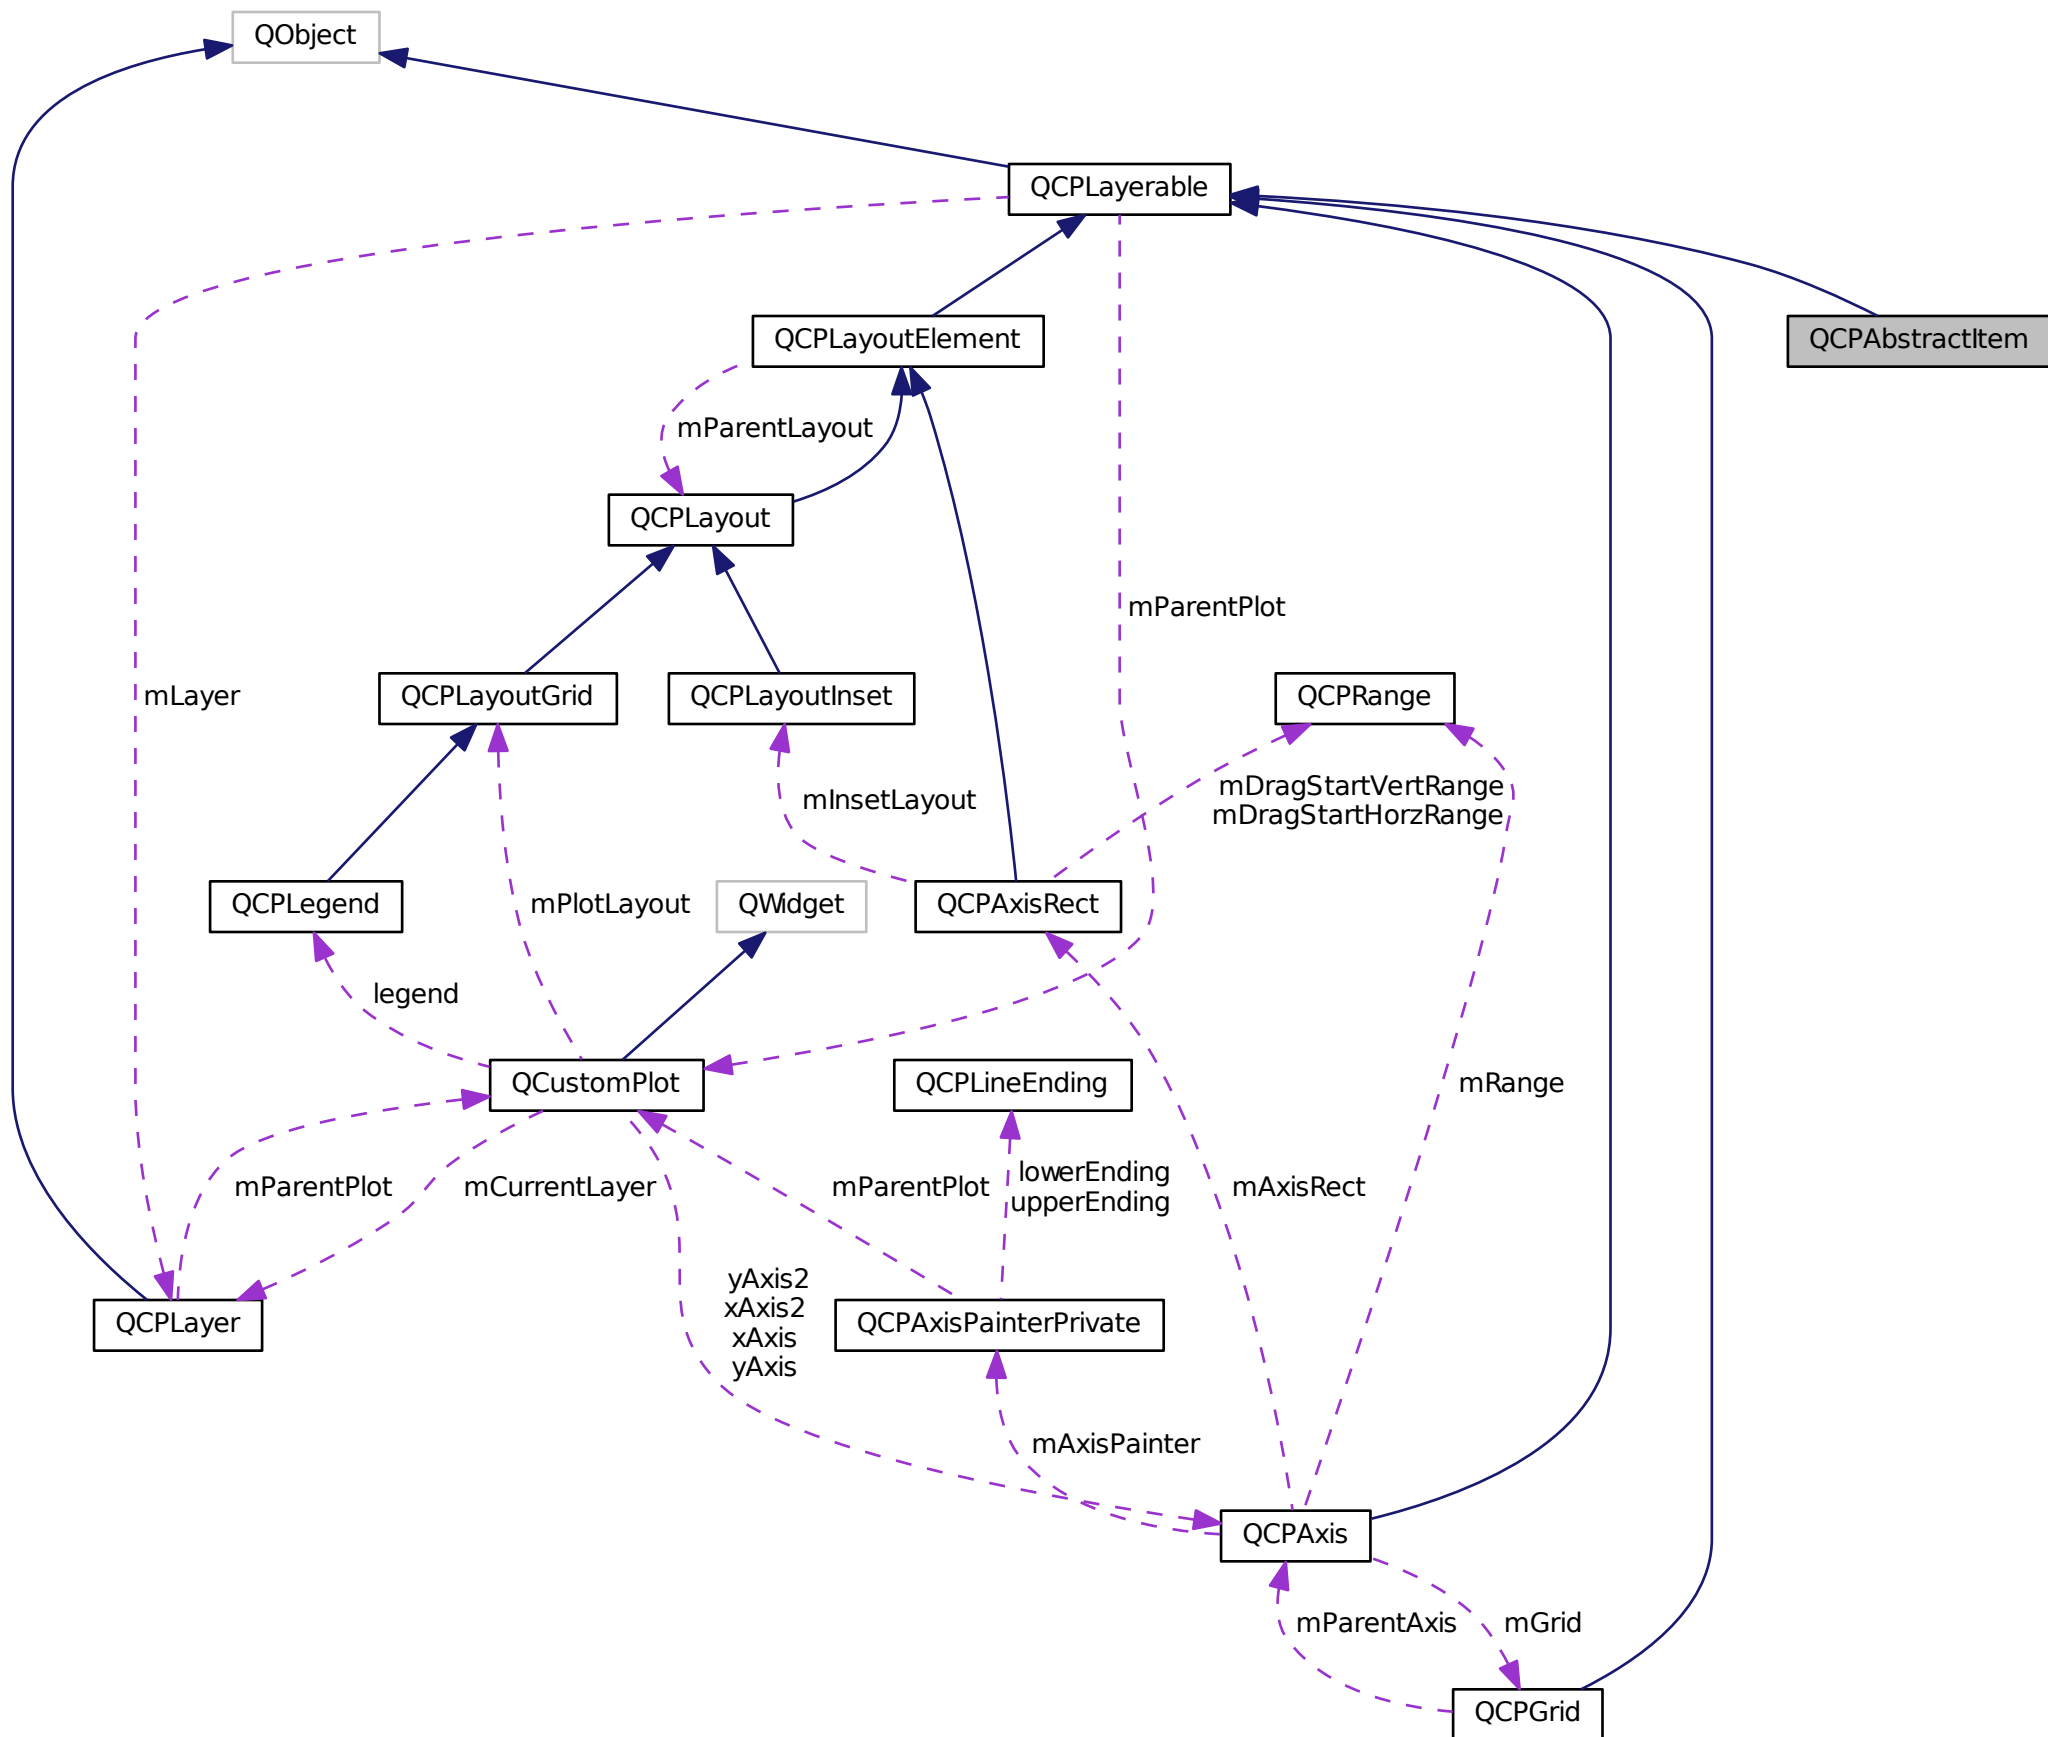 QObject
QCPLayerable
QCPLayoutElement
QCPAbstractItem
mParentLayout
QCPLayout
mParentPlot
mLayer
QCPLayoutGrid
QCPLayoutInset
QCPRange
mInsetLayout
mDragStartVertRange
mDragStartHorzRange
QCPLegend
mPlotLayout
QWidget
QCPAxisRect
legend
QCustomPlot
QCPLineEnding
mRange
mParentPlot
mCurrentLayer
mParentPlot
lowerEnding
upperEnding
mAxisRect
yAxis2
xAxis2
xAxis
yAxis
QCPLayer
QCPAxisPainterPrivate
mAxisPainter
QCPAxis
mParentAxis
mGrid
QCPGrid